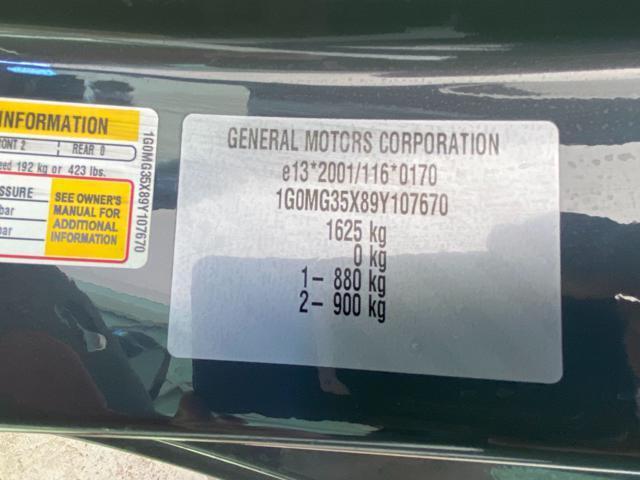 INFORMATION
ONT 2 REAR 0
eed 192 kg or 423 lbs.
SSURE
bar
bar
SEE OWNER'S
MANUAL FOR
ADDITIONAL
INFORMATION
1G0MG35X89Y107670
GENERAL MOTORS CORPORATION
e13*2001/116*0170
1G0MG35X89Y107670
1625 kg
0 kg
1- 880 kg
2- 900 kg